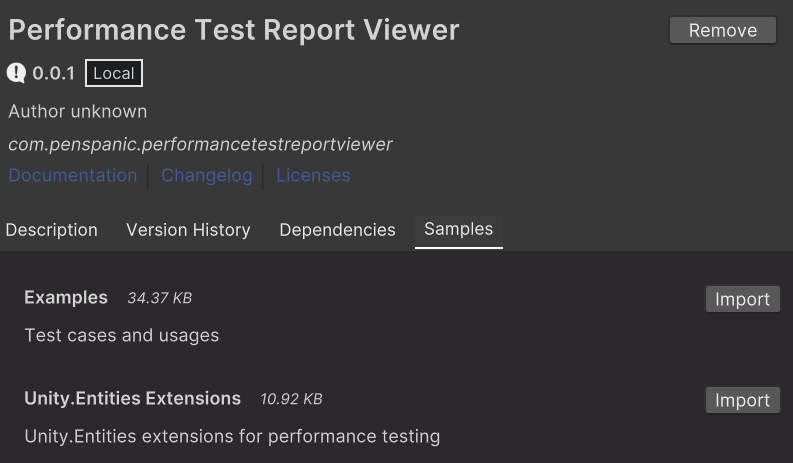 Performance Test Report Viewer
Remove
0.0.1 Local
Author unknown
com.penspanic.performancetestreportviewer
Documentation Changelog Licenses
Description Version History Dependencies Samples
Examples 34.37 KB
Import
Test cases and usages
Unity.Entities Extensions 10.92 KB
Import
Unity.Entities extensions for performance testing